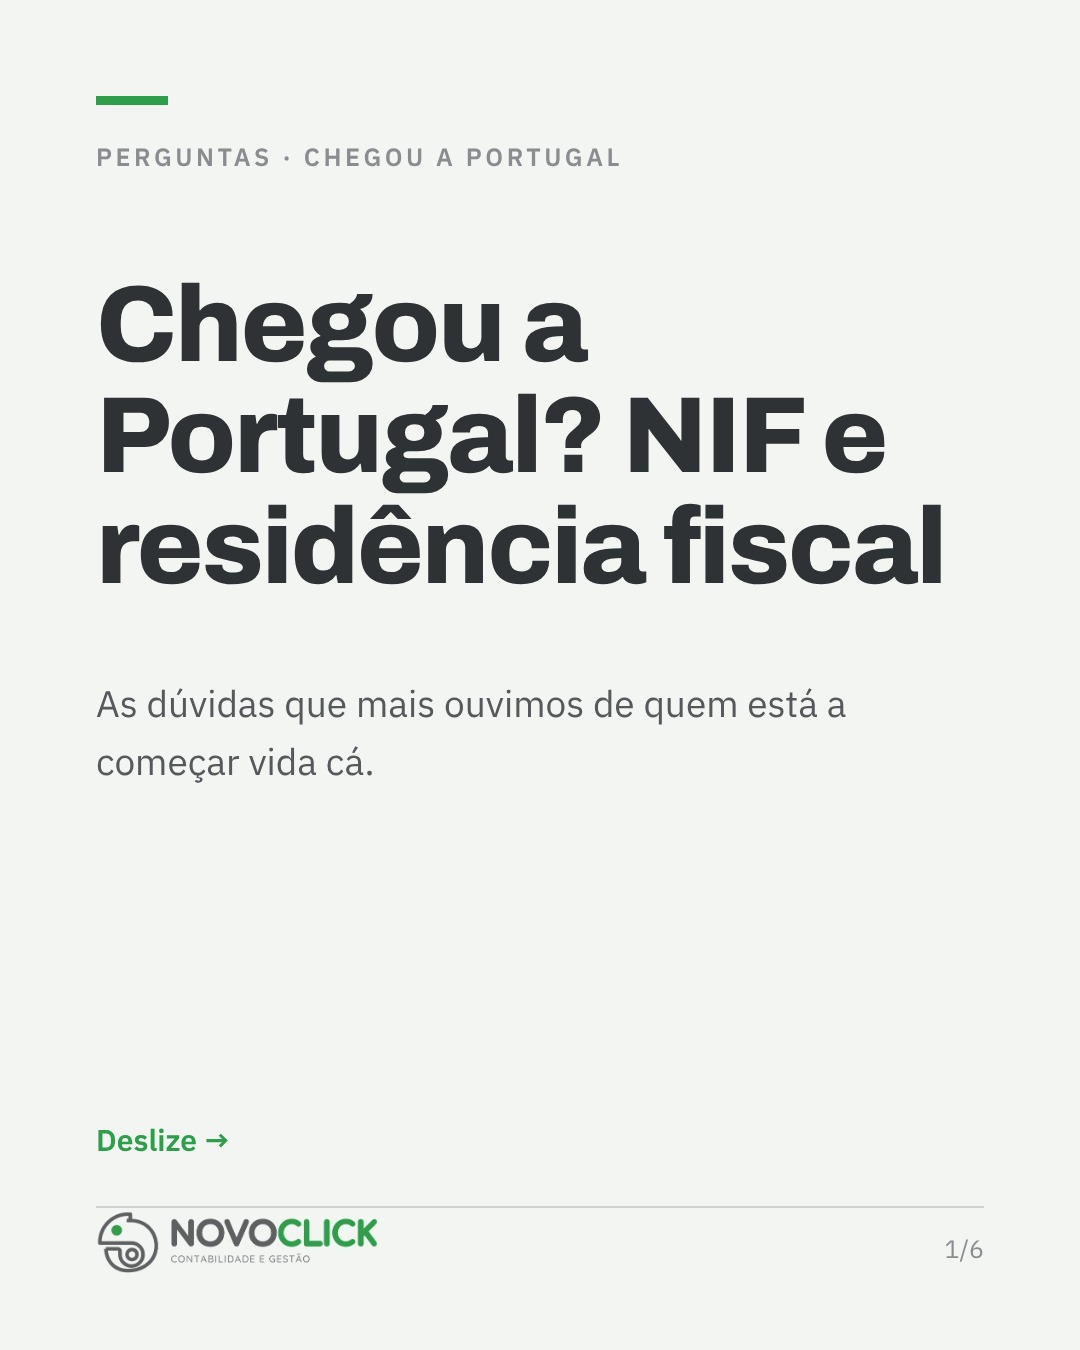 PERGUNTAS · CHEGOU A PORTUGAL
Chegou a
Portugal? NIF e
residência fiscal
As dúvidas que mais ouvimos de quem está a
começar vida cá.
Deslize →
NOVOCLICK
CONTABILIDADE E GESTÃO
1/6